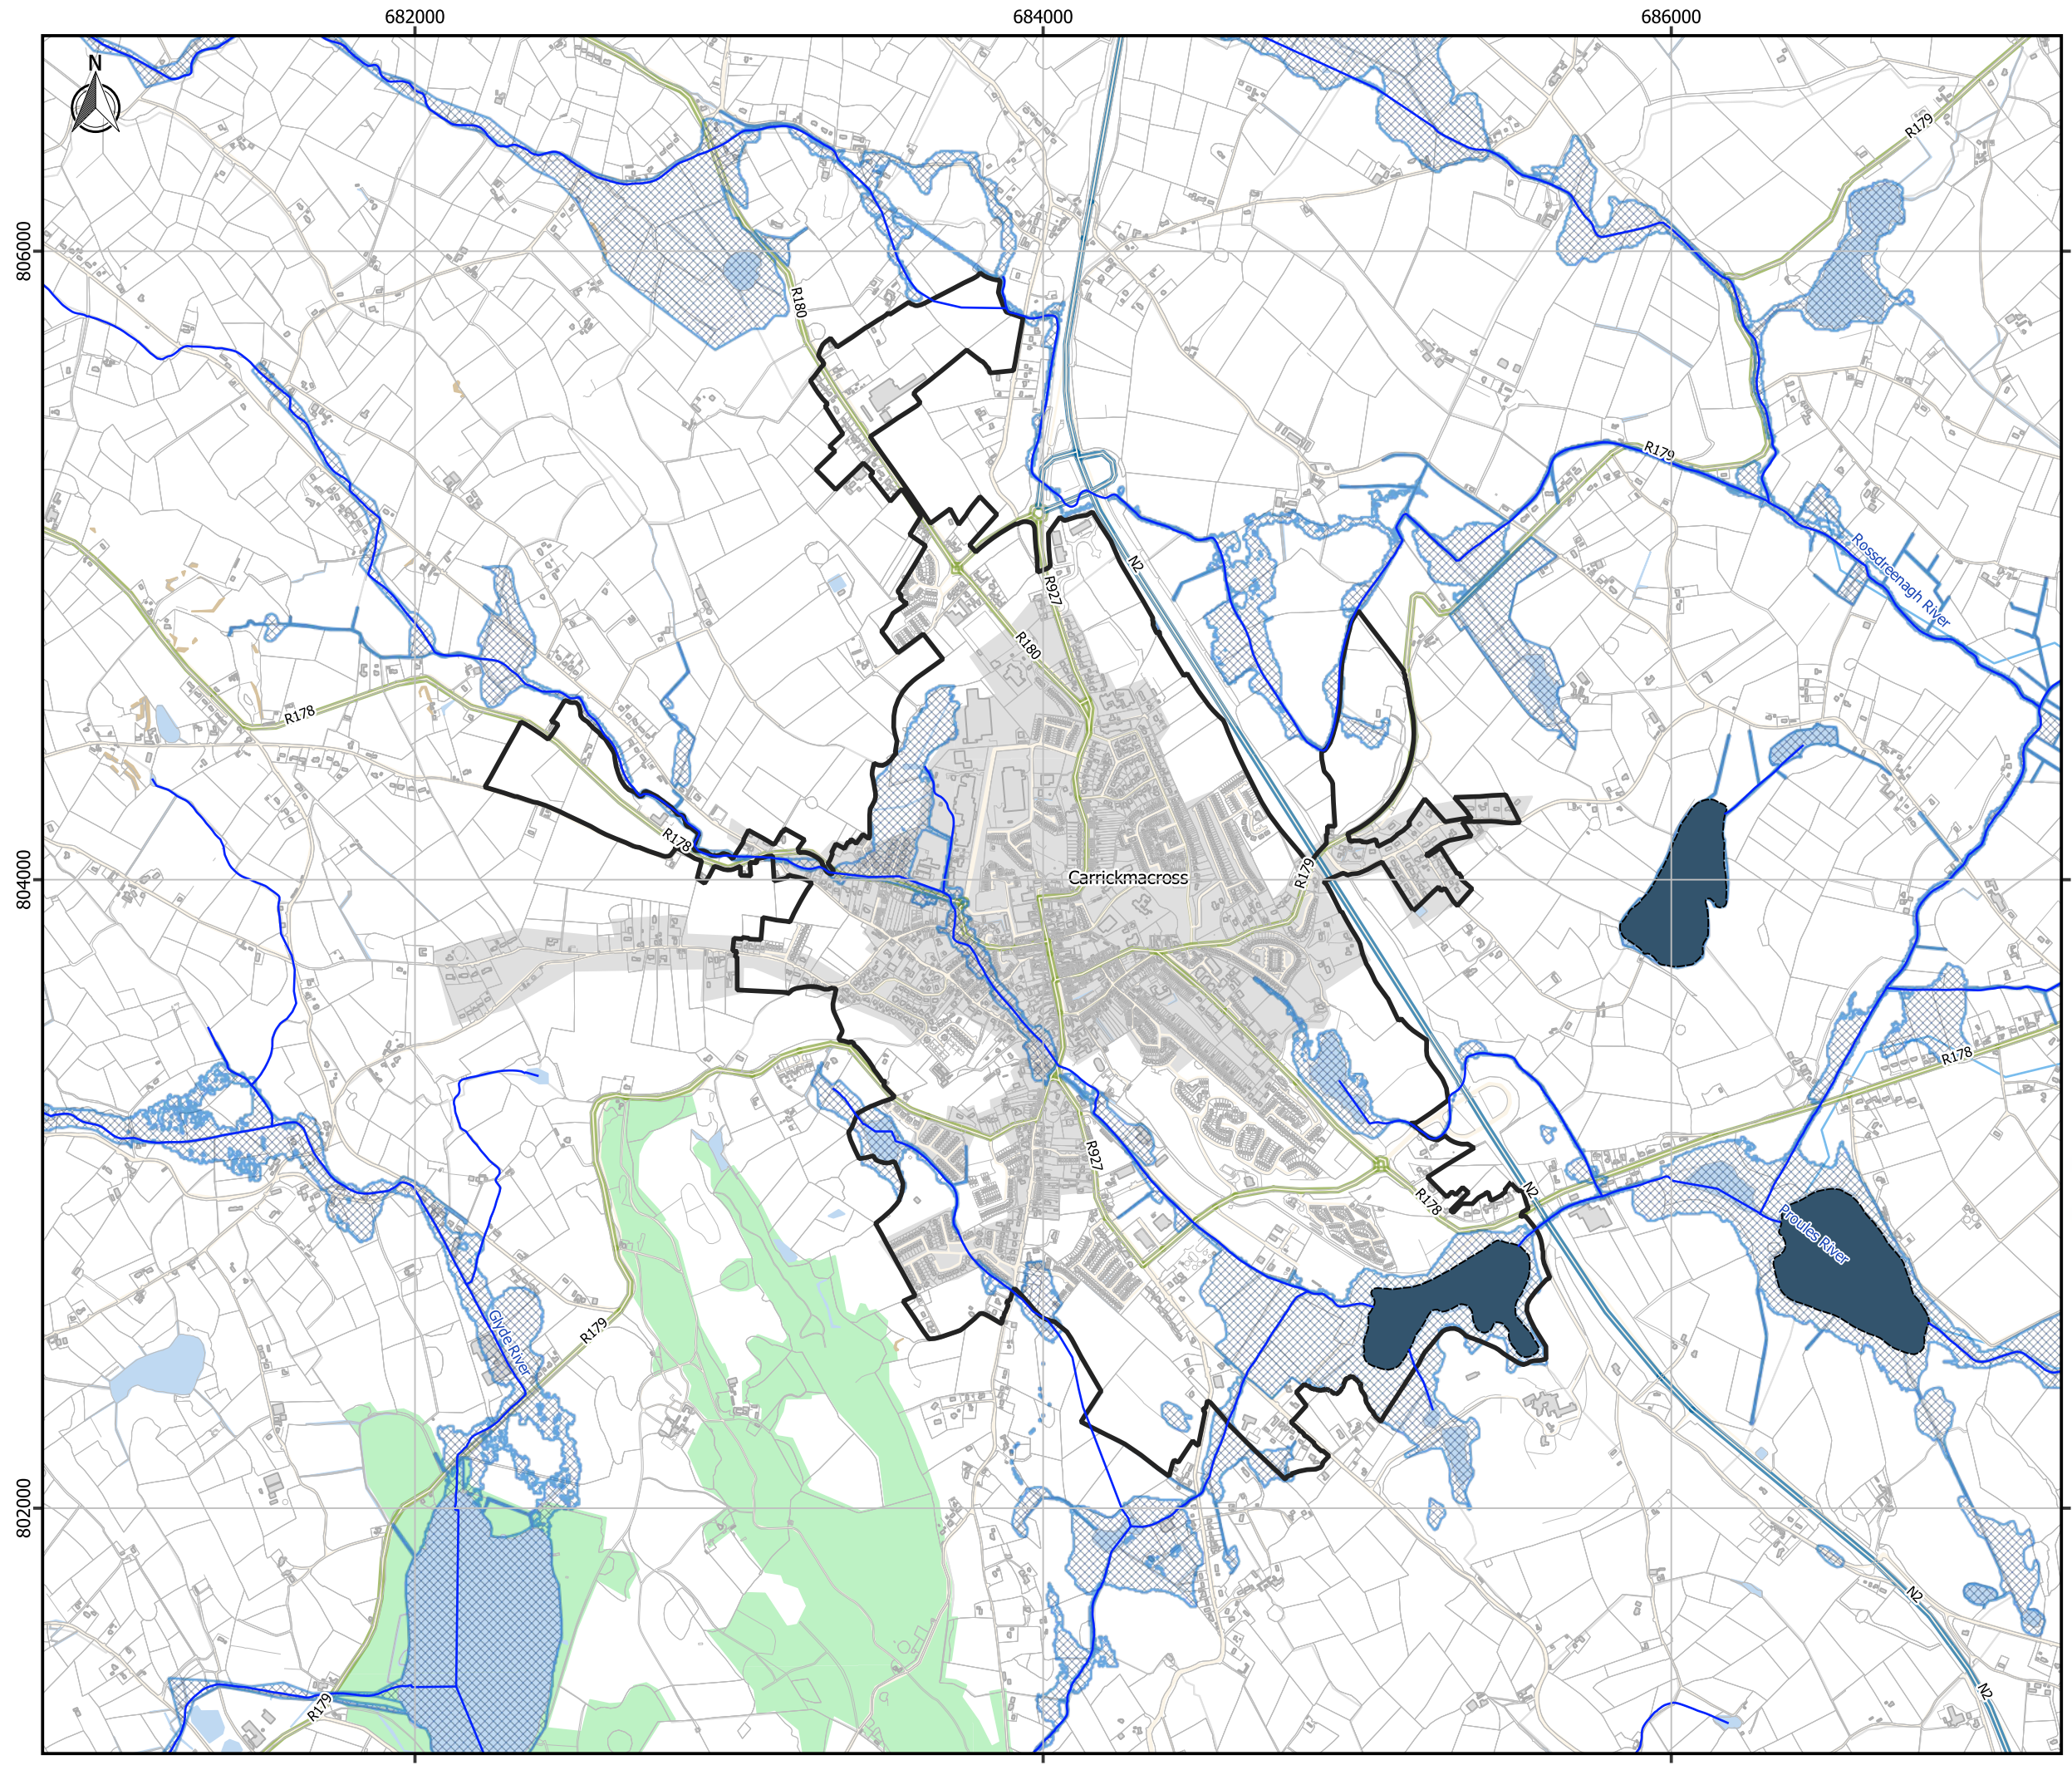 682000
684000
686000
N
R179
806000
R180
R179
N2
Rossdreenagh River
R927
R180
R178
R178
804000
Carrickmacross
R179
R178
R927
N2
R178
Proules River
Glyde River
R179
802000
N2
N2
R179